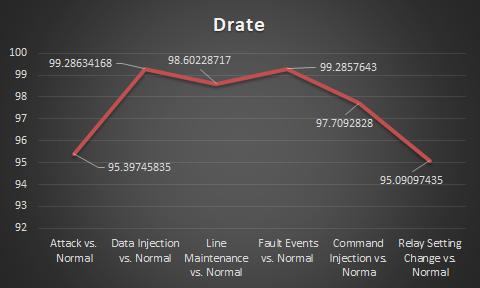 Drate
100
99
98
97
96
95
94
93
92
99.28634168
98.60228717
99.2857643
97.7092828
95.39745835
95.09097435
Attack vs.
Normal
Data Injection
vs. Normal
Line
Maintenance
vs. Normal
Fault Events
vs. Normal
Command
Injection vs.
Norma
Relay Setting
Change vs.
Normal